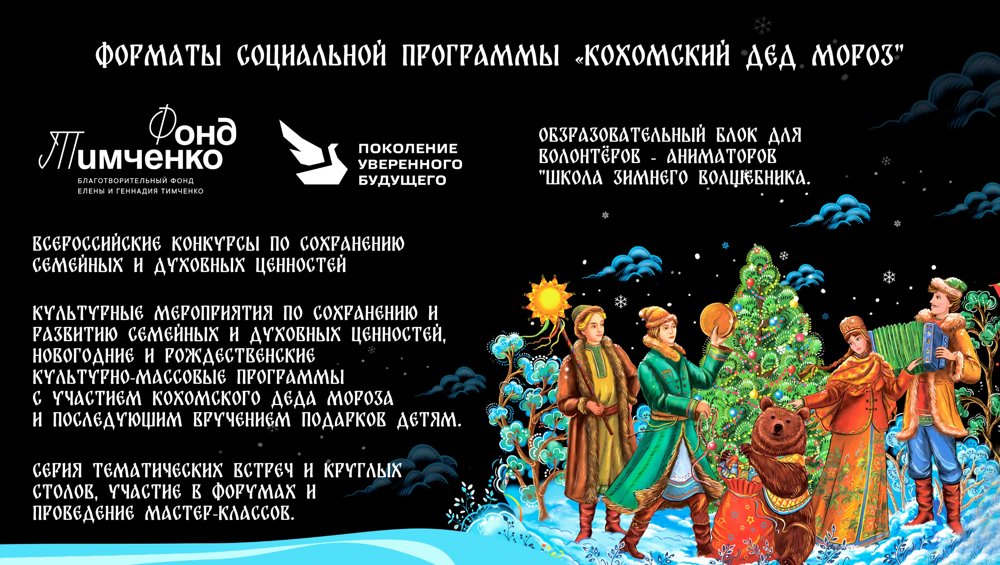 ФОРМАТЫ СОЦИАЛЬНОЙ ПРОГРАММЫ «КОХОМСКИЙ ДЕД МОРОЗ"
Фонд
Тимченко
БЛАГОТВОРИТЕЛЬНЫЙ ФОНД
ЕЛЕНЫ И ГЕННАДИЯ ТИМЧЕНКО
ПОКОЛЕНИЕ
УВЕРЕННОГО
БУДУЩЕГО
ОБЗРАЗОВАТЕЛЬНЫЙ БЛОК ДЛЯ
ВОЛОНТЁРОВ - АНИМАТОРОВ
"ШКОЛА ЗИМНЕГО ВОЛШЕБНИКА.
ВСЕРОССИЙСКИЕ КОНКУРСЫ ПО СОХРАНЕНИЮ
СЕМЕЙНЫХ И ДУХОВНЫХ ЦЕННОСТЕЙ
КУЛЬТУРНЫЕ МЕРОПРИЯТИЯ ПО СОХРАНЕНИЮ И
РАЗВИТИЮ СЕМЕЙНЫХ И ДУХОВНЫХ ЦЕННОСТЕЙ,
НОВОГОДНИЕ И РОЖДЕСТВЕНСКИЕ
КУЛЬТУРНО-МАССОВЫЕ ПРОГРАММЫ
С УЧАСТИЕМ КОХОМСКОГО ДЕДА МОРОЗА
И ПОСЛЕДУЮШИМ ВРУЧЕНИЕМ ПОДАРКОВ ДЕТЯМ.
СЕРИЯ ТЕМАТИЧЕСКИХ ВСТРЕЧ И КРУГЛЫХ
СТОЛОВ, УЧАСТИЕ В ФОРУМАХ И
ПРОВЕДЕНИЕ МАСТЕР-КЛАССОВ.